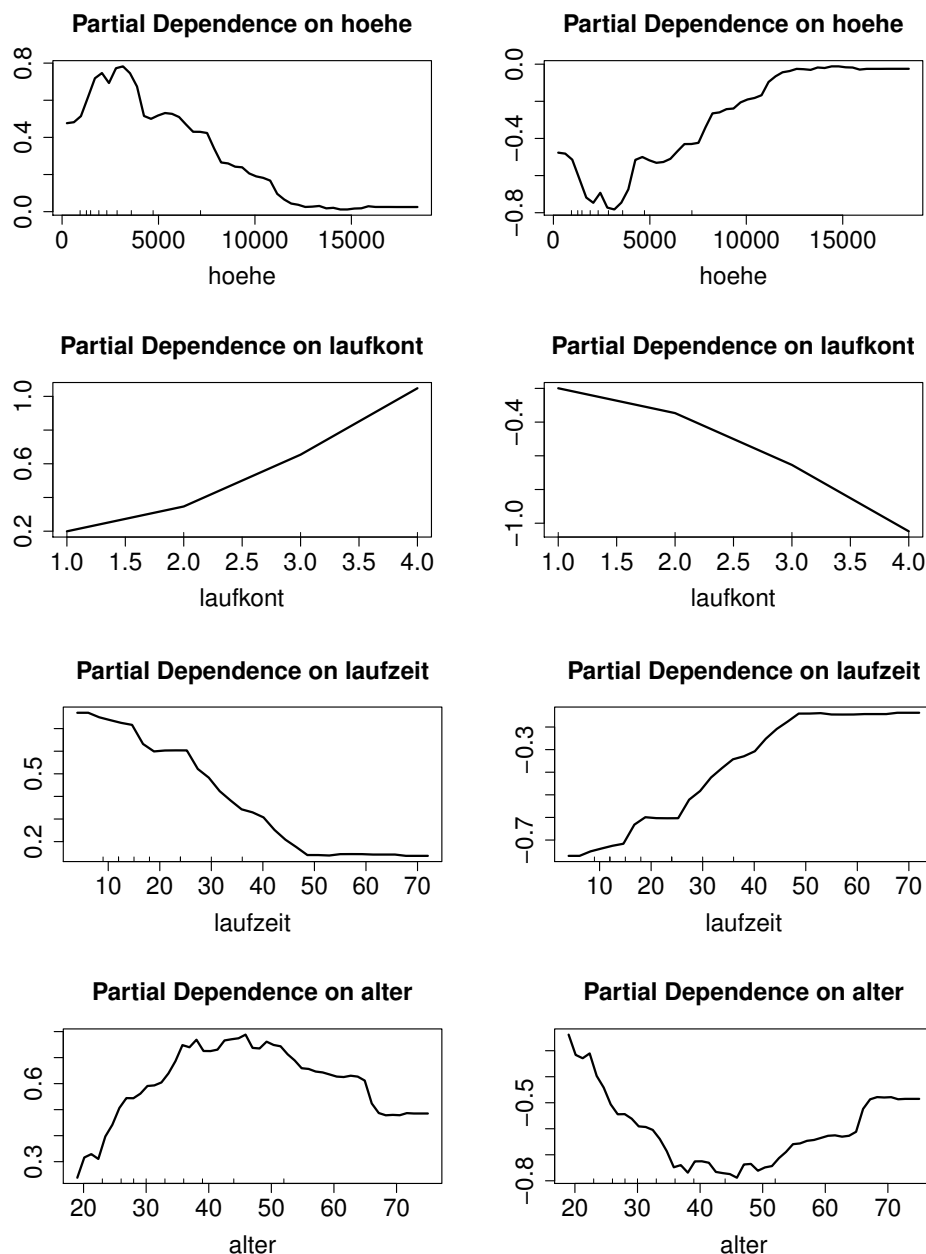 Partial Dependence on hoehe
0.8
0.4
0.0
0 5000 10000 15000
hoehe
Partial Dependence on hoehe
0.0
−0.4
−0.8
0 5000 10000 15000
hoehe
Partial Dependence on laufkont
1.0
0.6
0.2
1.0 1.5 2.0 2.5 3.0 3.5 4.0
laufkont
Partial Dependence on laufkont
−0.4
−1.0
1.0 1.5 2.0 2.5 3.0 3.5 4.0
laufkont
Partial Dependence on laufzeit
0.5
0.2
10 20 30 40 50 60 70
laufzeit
Partial Dependence on laufzeit
−0.3
−0.7
10 20 30 40 50 60 70
laufzeit
Partial Dependence on alter
0.6
0.3
20 30 40 50 60 70
alter
Partial Dependence on alter
−0.5
−0.8
20 30 40 50 60 70
alter